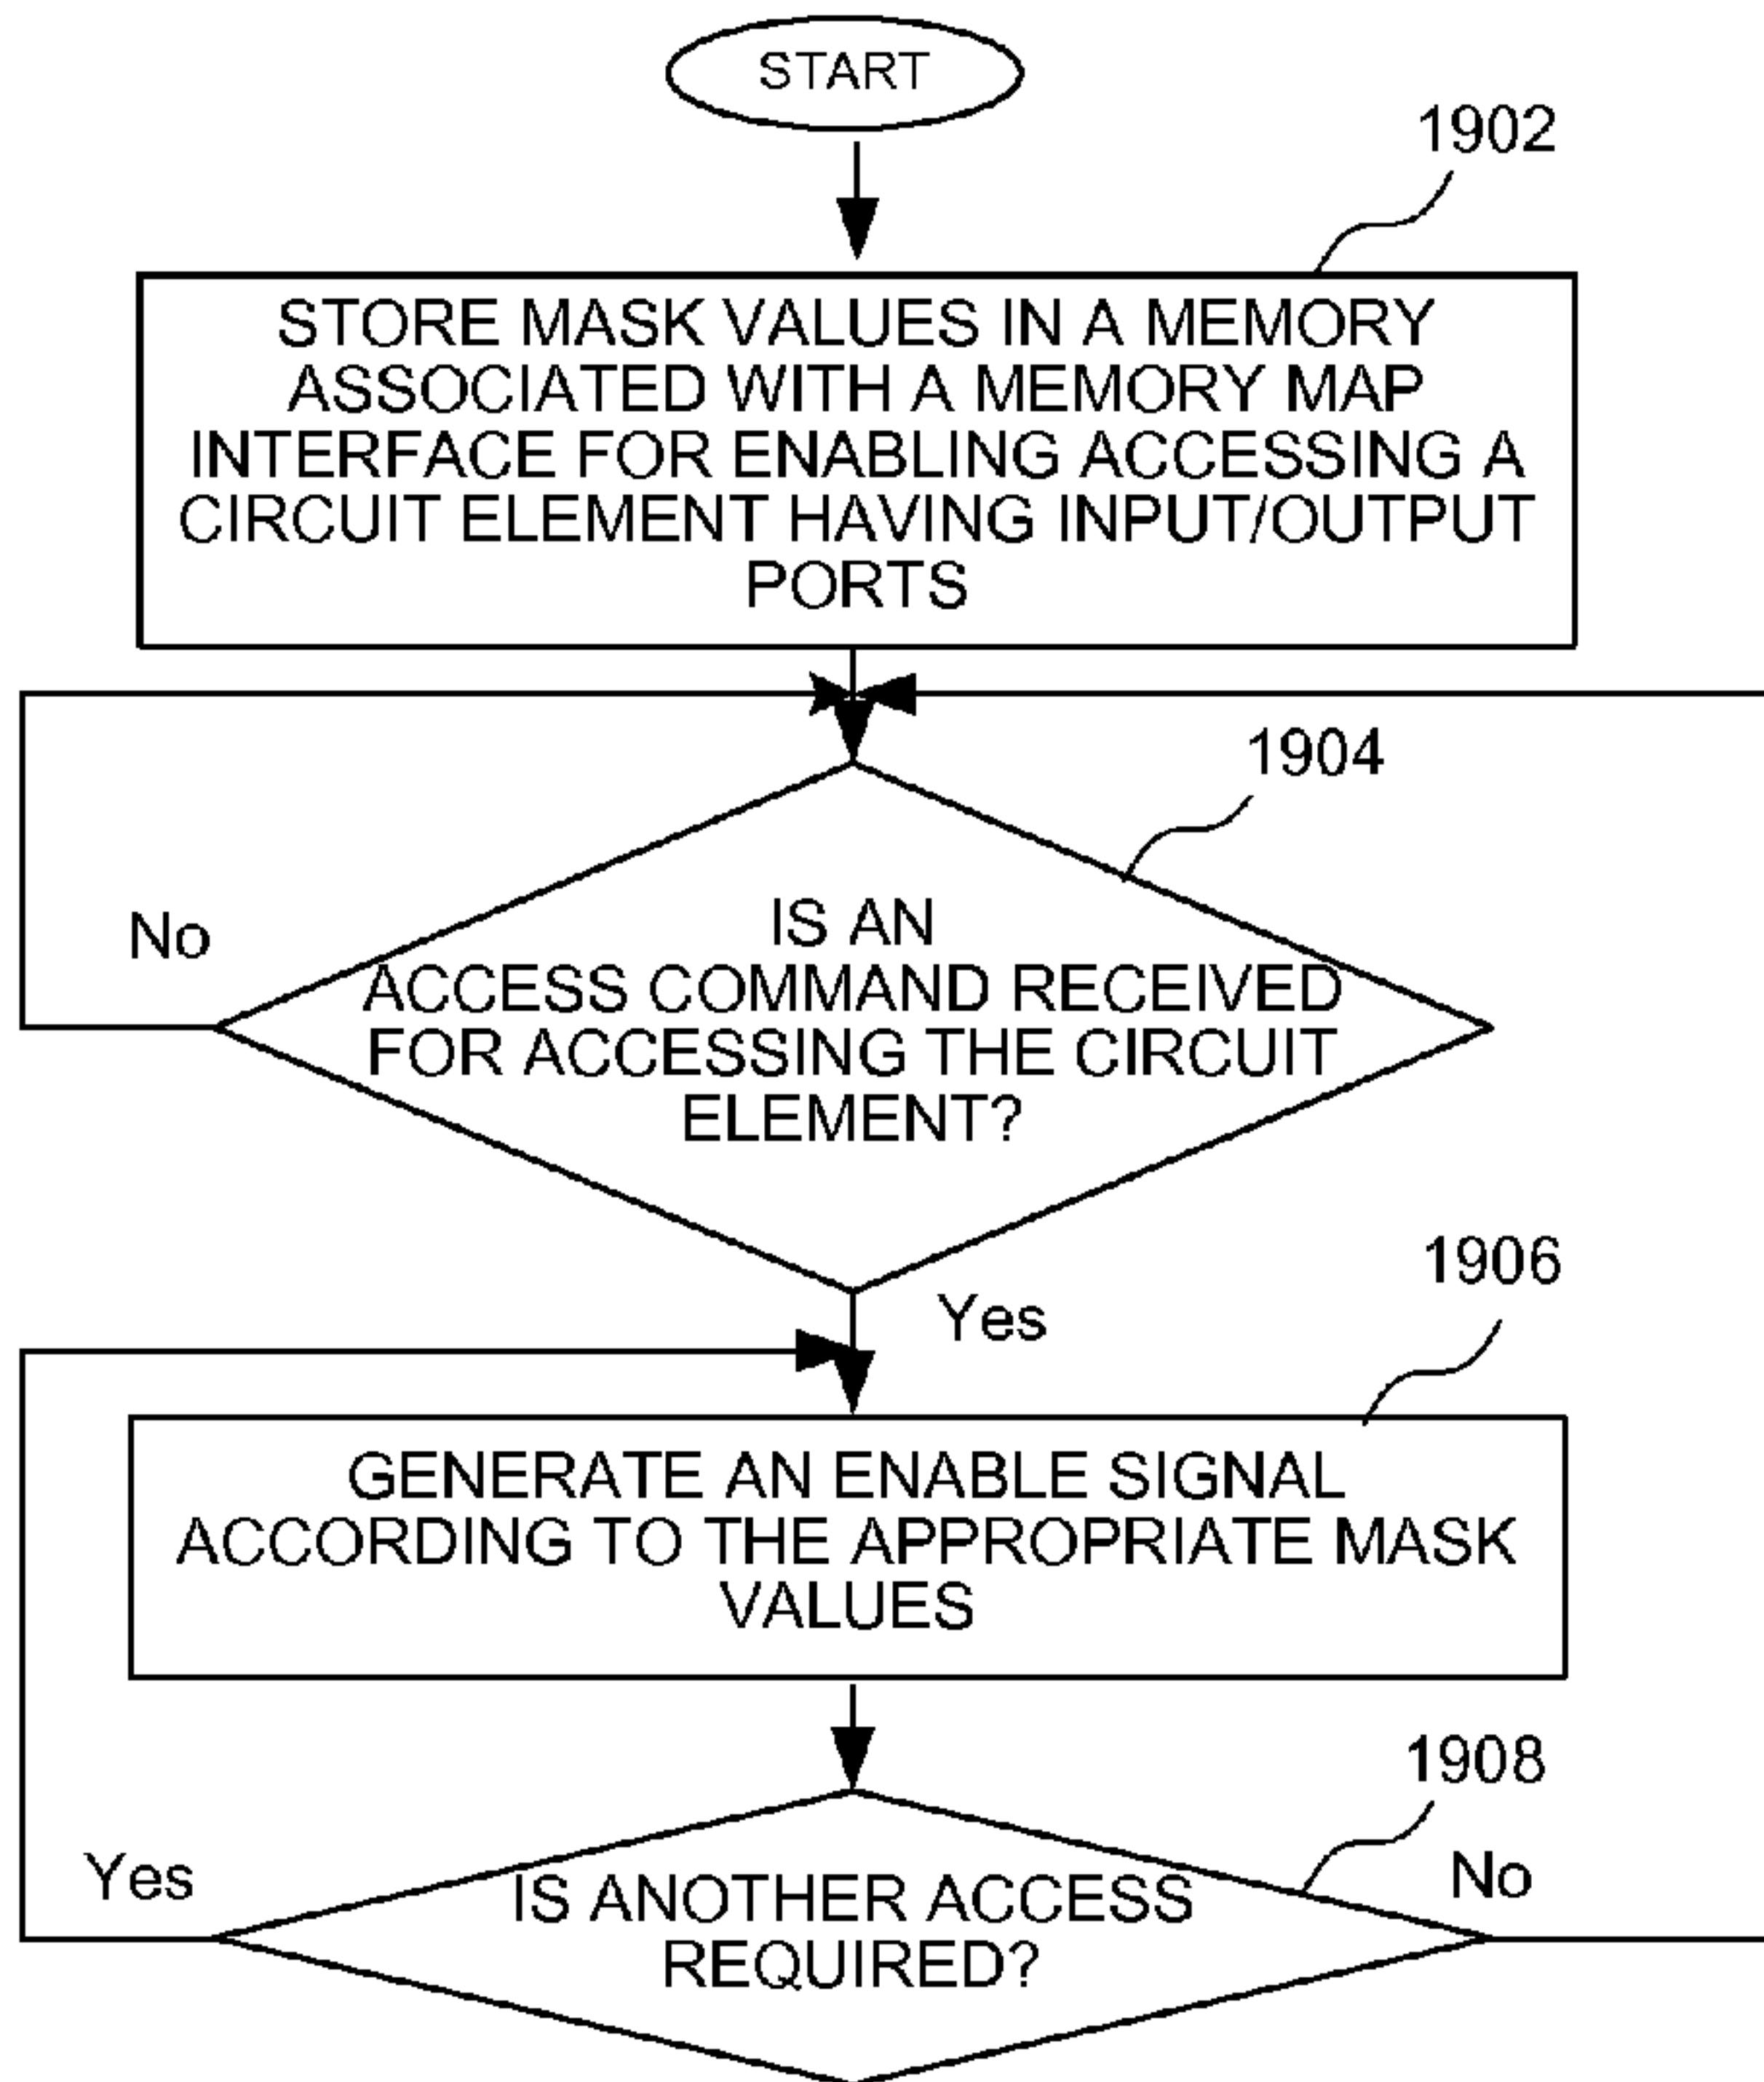 START
1902
STORE MASK VALUES IN A MEMORY
ASSOCIATED WITH A MEMORY MAP
INTERFACE FOR ENABLING ACCESSING A
CIRCUIT ELEMENT HAVING INPUT/OUTPUT
PORTS
1904
No
IS AN
ACCESS COMMAND RECEIVED
FOR ACCESSING THE CIRCUIT
ELEMENT?
Yes
1906
GENERATE AN ENABLE SIGNAL
ACCORDING TO THE APPROPRIATE MASK
VALUES
1908
Yes
No
IS ANOTHER ACCESS
REQUIRED?